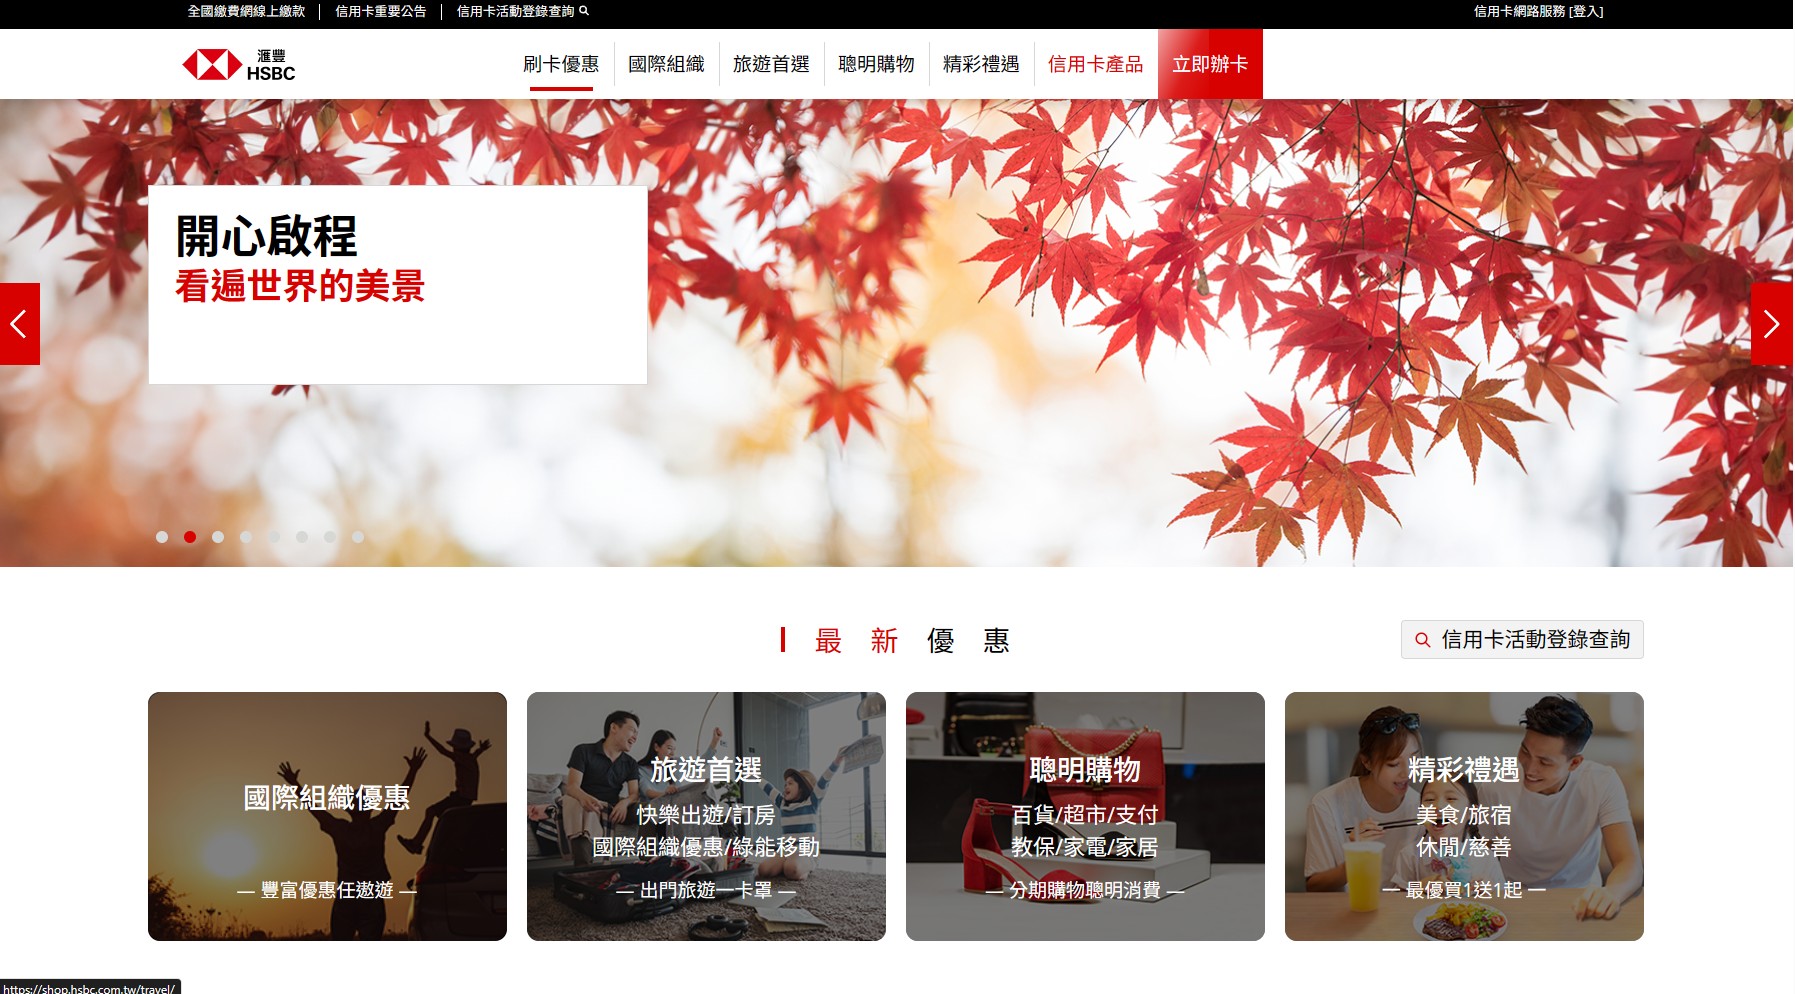 全國繳費網線上繳款
信用卡重要公告
信用卡活動登錄查詢
信用卡網路服務 [登入]
滙豐
HSBC
刷卡優惠
國際組織
旅遊首選
聰明購物
精彩禮遇
信用卡產品
立即辦卡
開心啟程
看遍世界的美景
最新優惠
信用卡活動登錄查詢
國際組織優惠
— 豐富優惠任遨遊 —
旅遊首選
快樂出遊/訂房
國際組織優惠/綠能移動
— 出門旅遊一卡罩 —
聰明購物
百貨/超市/支付
教保/家電/家居
— 分期購物聰明消費 —
精彩禮遇
美食/旅宿
休閒/慈善
— 最優買1送1起 —
https://shop.hsbc.com.tw/travel/